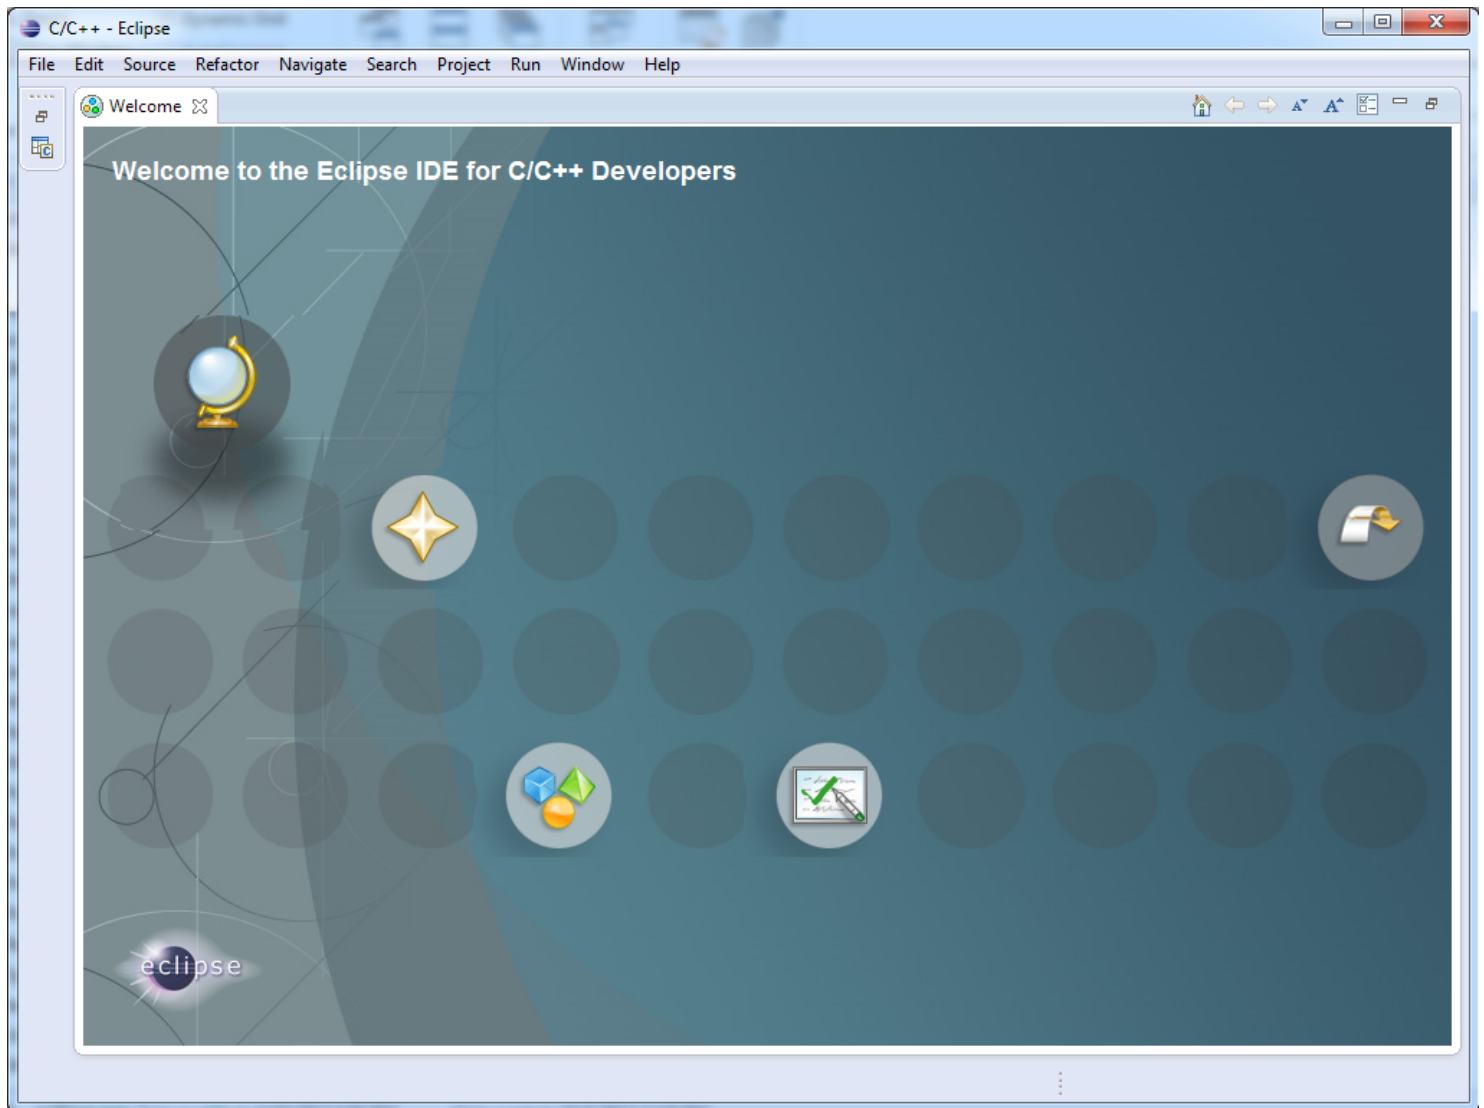 C/C++ - Eclipse
File Edit Source Refactor Navigate Search Project Run Window Help
Welcome
Welcome to the Eclipse IDE for C/C++ Developers
eclipse